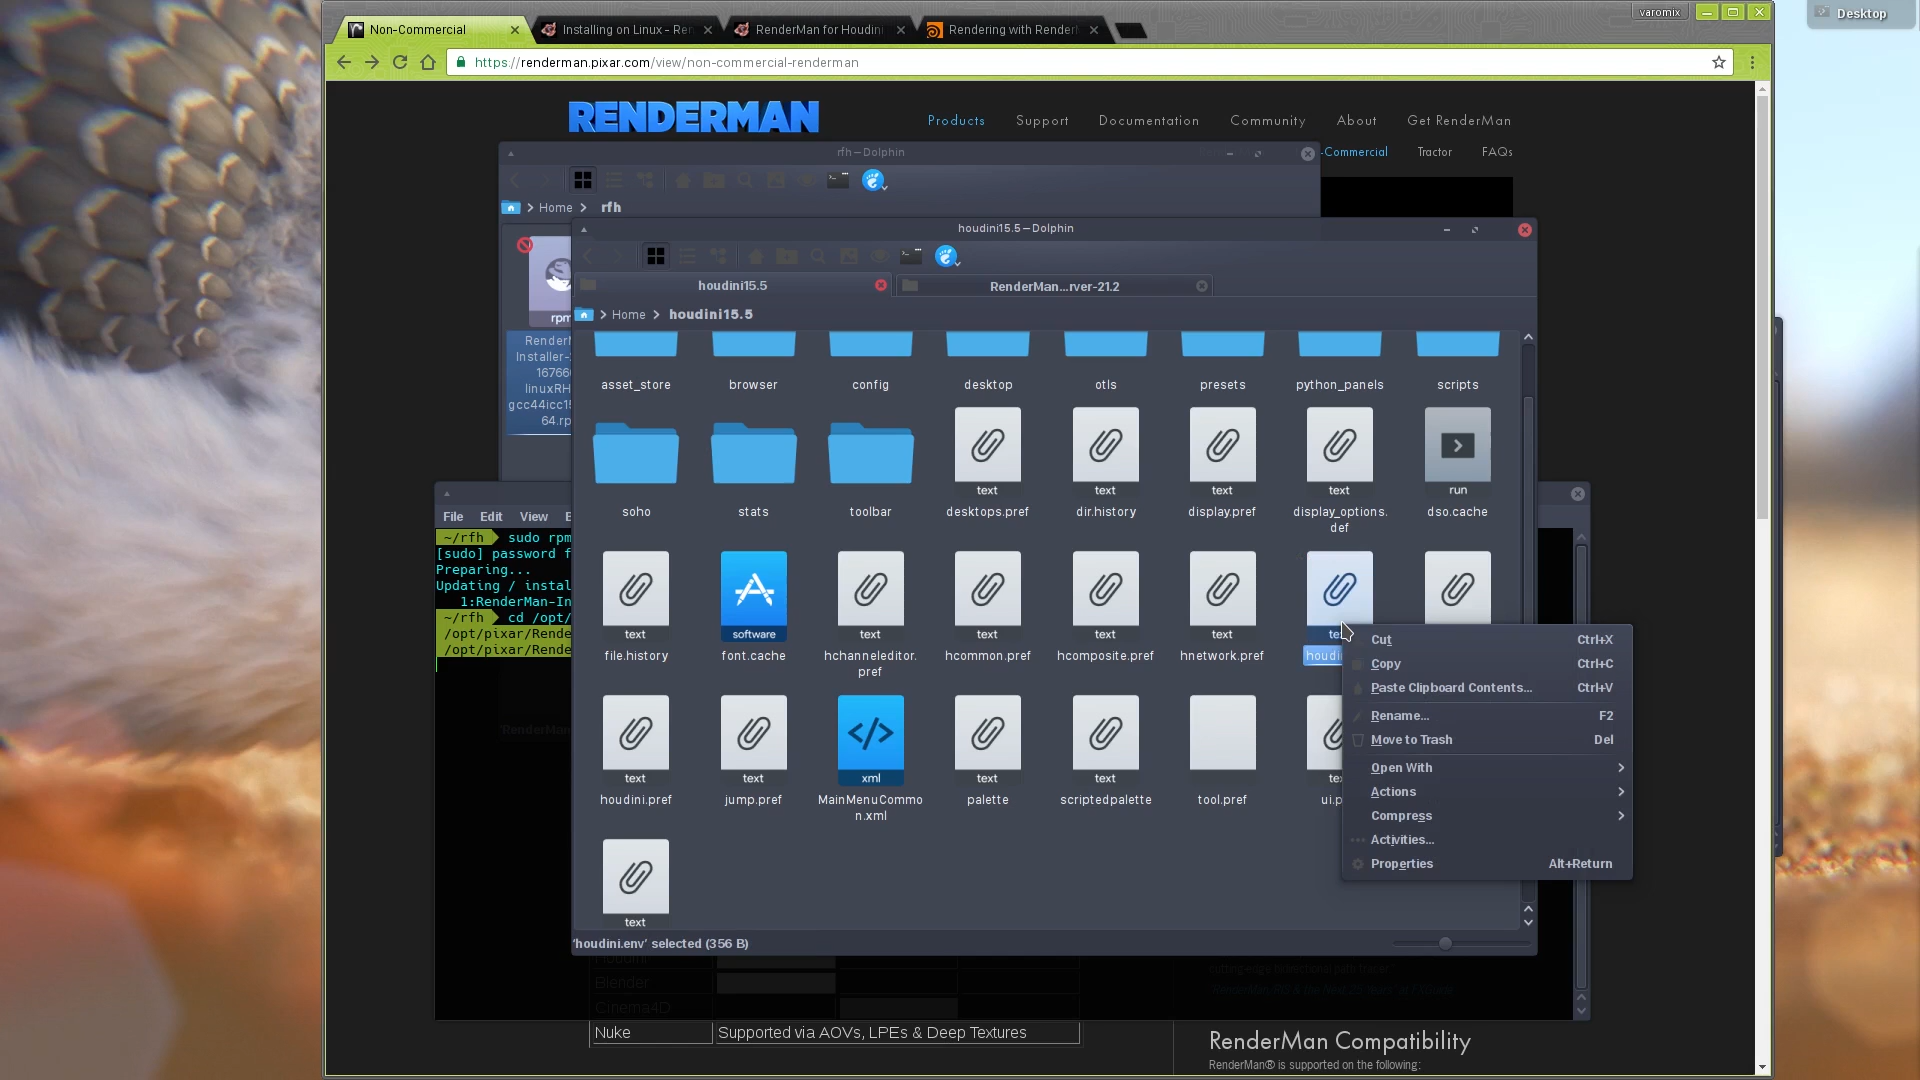 Non-Commercial
Installing on Linux - Ren
RenderMan for Houdini
Rendering with Render
varomix
Desktop
https://renderman.pixar.com/view/non-commercial-renderman
RENDERMAN
Products Support Documentation Community About Get RenderMan
-Commercial Tractor FAQs
rfh – Dolphin
Home rfh
rpm
Installer-
linuxRH
64.rp
houdini15.5 – Dolphin
houdini15.5
RenderMan...rver-21.2
Home houdini15.5
asset_store browser config desktop otls presets python_panels scripts
text text text text run
soho stats toolbar desktops.pref dir.history display.pref display_options.
def
dso.cache
text software text text text text
file.history font.cache hchanneleditor.
pref
hcommon.pref hcomposite.pref hnetwork.pref houdi
text text xml text text
houdini.pref jump.pref MainMenuCommo
n.xml
palette scriptedpalette tool.pref ui.p
text
'houdini.env' selected (356 B)
Cut Ctrl+X
Copy Ctrl+C
Paste Clipboard Contents... Ctrl+V
Rename... F2
Move to Trash Del
Open With
Actions
Compress
Activities...
Properties Alt+Return
File Edit View
~/rfh sudo rpm
[sudo] password f
Preparing...
Updating / instal
1:RenderMan-In
~/rfh cd /opt/
/opt/pixar/Rende
/opt/pixar/Rende
Blender
Cinema4D
Nuke Supported via AOVs, LPEs & Deep Textures
RenderMan Compatibility
RenderMan® is supported on the following: